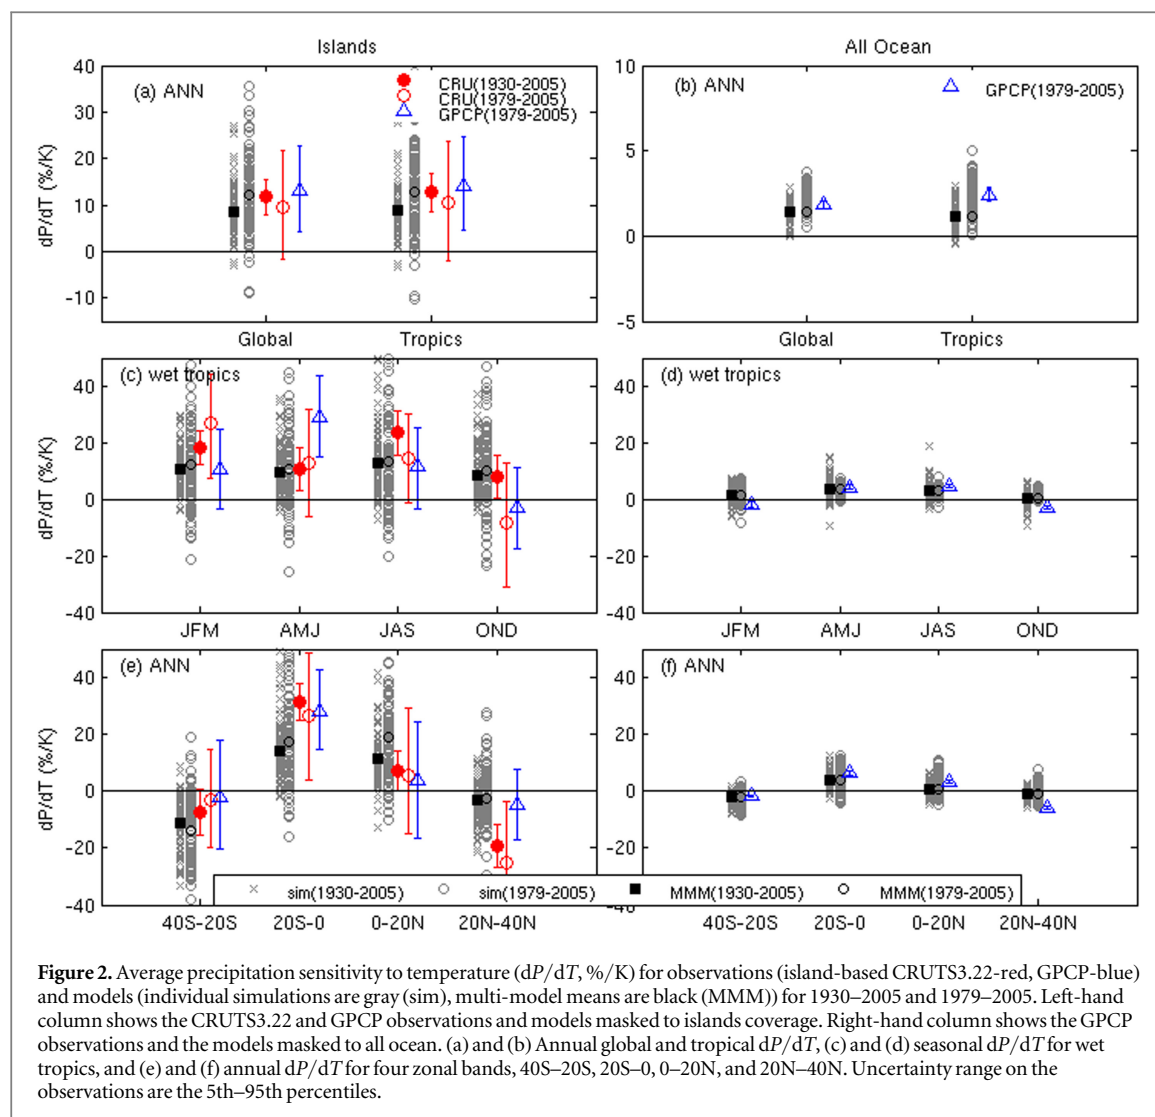 Islands
All Ocean
(a) ANN
CRU(1930-2005)
CRU(1979-2005)
GPCP(1979-2005)
dP/dT (%/K)
40
30
20
10
0
-10
Global
Tropics
(b) ANN
GPCP(1979-2005)
dP/dT (%/K)
10
5
0
-5
Global
Tropics
(c) wet tropics
dP/dT (%/K)
40
20
0
-20
-40
JFM
AMJ
JAS
OND
(d) wet tropics
40
20
0
-20
-40
JFM
AMJ
JAS
OND
(e) ANN
dP/dT (%/K)
40
20
0
-20
-40
40S-20S
20S-0
0-20N
20N-40N
(f) ANN
40
20
0
-20
40S-20S
20S-0
0-20N
20N-40N
sim(1930-2005)
sim(1979-2005)
MMM(1930-2005)
MMM(1979-2005)
Figure 2. Average precipitation sensitivity to temperature (dP/dT, %/K) for observations (island-based CRUTS3.22-red, GPCP-blue)
and models (individual simulations are gray (sim), multi-model means are black (MMM)) for 1930–2005 and 1979–2005. Left-hand
column shows the CRUTS3.22 and GPCP observations and models masked to islands coverage. Right-hand column shows the GPCP
observations and the models masked to all ocean. (a) and (b) Annual global and tropical dP/dT, (c) and (d) seasonal dP/dT for wet
tropics, and (e) and (f) annual dP/dT for four zonal bands, 40S–20S, 20S–0, 0–20N, and 20N–40N. Uncertainty range on the
observations are the 5th–95th percentiles.